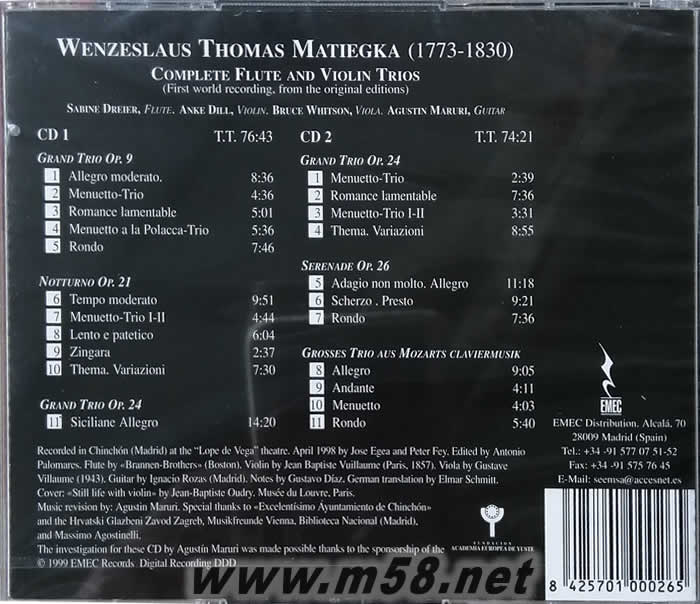 WENZESLAUS THOMAS MATIEGKA (1773-1830)
COMPLETE FLUTE AND VIOLIN TRIOS
(First world recording, from the original editions)
SABINE DREIER, FLUTE. ANKE DILL, VIOLIN. BRUCE WHITSON, VIOLA. AGUSTIN MARURI, GUITAR
CD 1 T.T. 76:43
GRAND TRIO OP. 9
1 Allegro moderato. 8:36
2 Menuetto-Trio 4:36
3 Romance lamentable 5:01
4 Menuetto a la Polacca-Trio 5:36
5 Rondo 7:46
NOTTURNO OP. 21
6 Tempo moderato 9:51
7 Menuetto-Trio I-II 4:44
8 Lento e patetico 6:04
9 Zingara 2:37
10 Thema. Variazioni 7:30
GRAND TRIO OP. 24
11 Siciliane Allegro 14:20
CD 2 T.T. 74:21
GRAND TRIO OP. 24
1 Menuetto-Trio 2:39
2 Romance lamentable 7:36
3 Menuetto-Trio I-II 3:31
4 Thema. Variazioni 8:55
SERENADE OP. 26
5 Adagio non molto. Allegro 11:18
6 Scherzo . Presto 9:21
7 Rondo 7:36
GROSSES TRIO AUS MOZARTS CLAVIERMUSIK
8 Allegro 9:05
9 Andante 4:11
10 Menuetto 4:03
11 Rondo 5:40
EMEC
EMEC Distribution. Alcalá, 70
28009 Madrid (Spain)
Tel.: +34 -91 577 07 51-52
Fax: +34 -91 575 76 45
E-Mail: seemsa@accesnet.es
Recorded in Chinchón (Madrid) at the "Lope de Vega" theatre. April 1998 by Jose Egea and Peter Fey. Edited by Antonio
Palomares. Flute by «Brannen-Brothers» (Boston). Violin by Jean Baptiste Vuillaume (Paris, 1857). Viola by Gustave
Villaume (1943). Guitar by Ignacio Rozas (Madrid). Notes by Gustavo Díaz. German translation by Elmar Schmitt.
Cover: «Still life with violin» by Jean-Baptiste Oudry. Musée du Louvre, Paris.
Music revision by: Agustin Maruri. Special thanks to «Excelentísimo Ayuntamiento de Chinchón»
and the Hrvatski Glazbeni Zavod Zagreb, Musikfreunde Vienna, Biblioteca Nacional (Madrid),
and Massimo Agostinelli.
The investigation for these CD by Agustín Maruri was made possible thanks to the sponsorship of the
© 1999 EMEC Records. Digital Recording DDD
FUNDACION
ACADEMIA EUROPEA DE YUSTE
8 425701 000265
www.m58.net